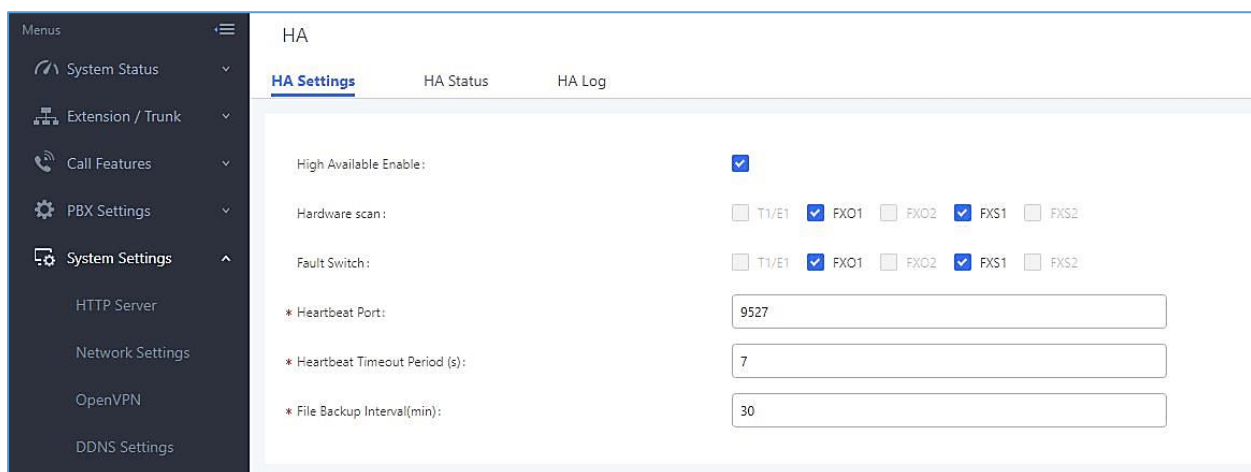 Menus
System Status
Extension / Trunk
Call Features
PBX Settings
System Settings
HTTP Server
Network Settings
OpenVPN
DDNS Settings
HA
HA Settings HA Status HA Log
High Available Enable:
Hardware scan: T1/E1 FXO1 FXO2 FXS1 FXS2
Fault Switch: T1/E1 FXO1 FXO2 FXS1 FXS2
* Heartbeat Port: 9527
* Heartbeat Timeout Period (s): 7
* File Backup Interval(min): 30